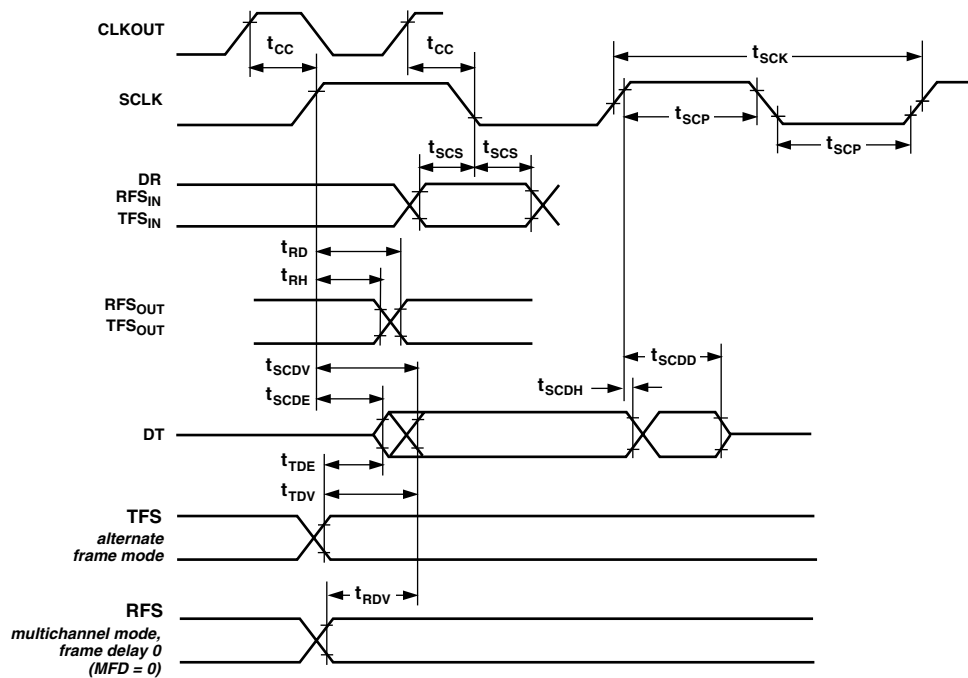 CLKOUT
tCC
tCC
tSCK
SCLK
tSCP
tSCP
tSCS
tSCS
DR
RFSIN
TFSIN
tRD
tRH
RFSOUT
TFSOUT
tSCDV
tSCDD
tSCDH
tSCDE
DT
tTDE
tTDV
TFS
alternate
frame mode
tRDV
RFS
multichannel mode,
frame delay 0
(MFD = 0)